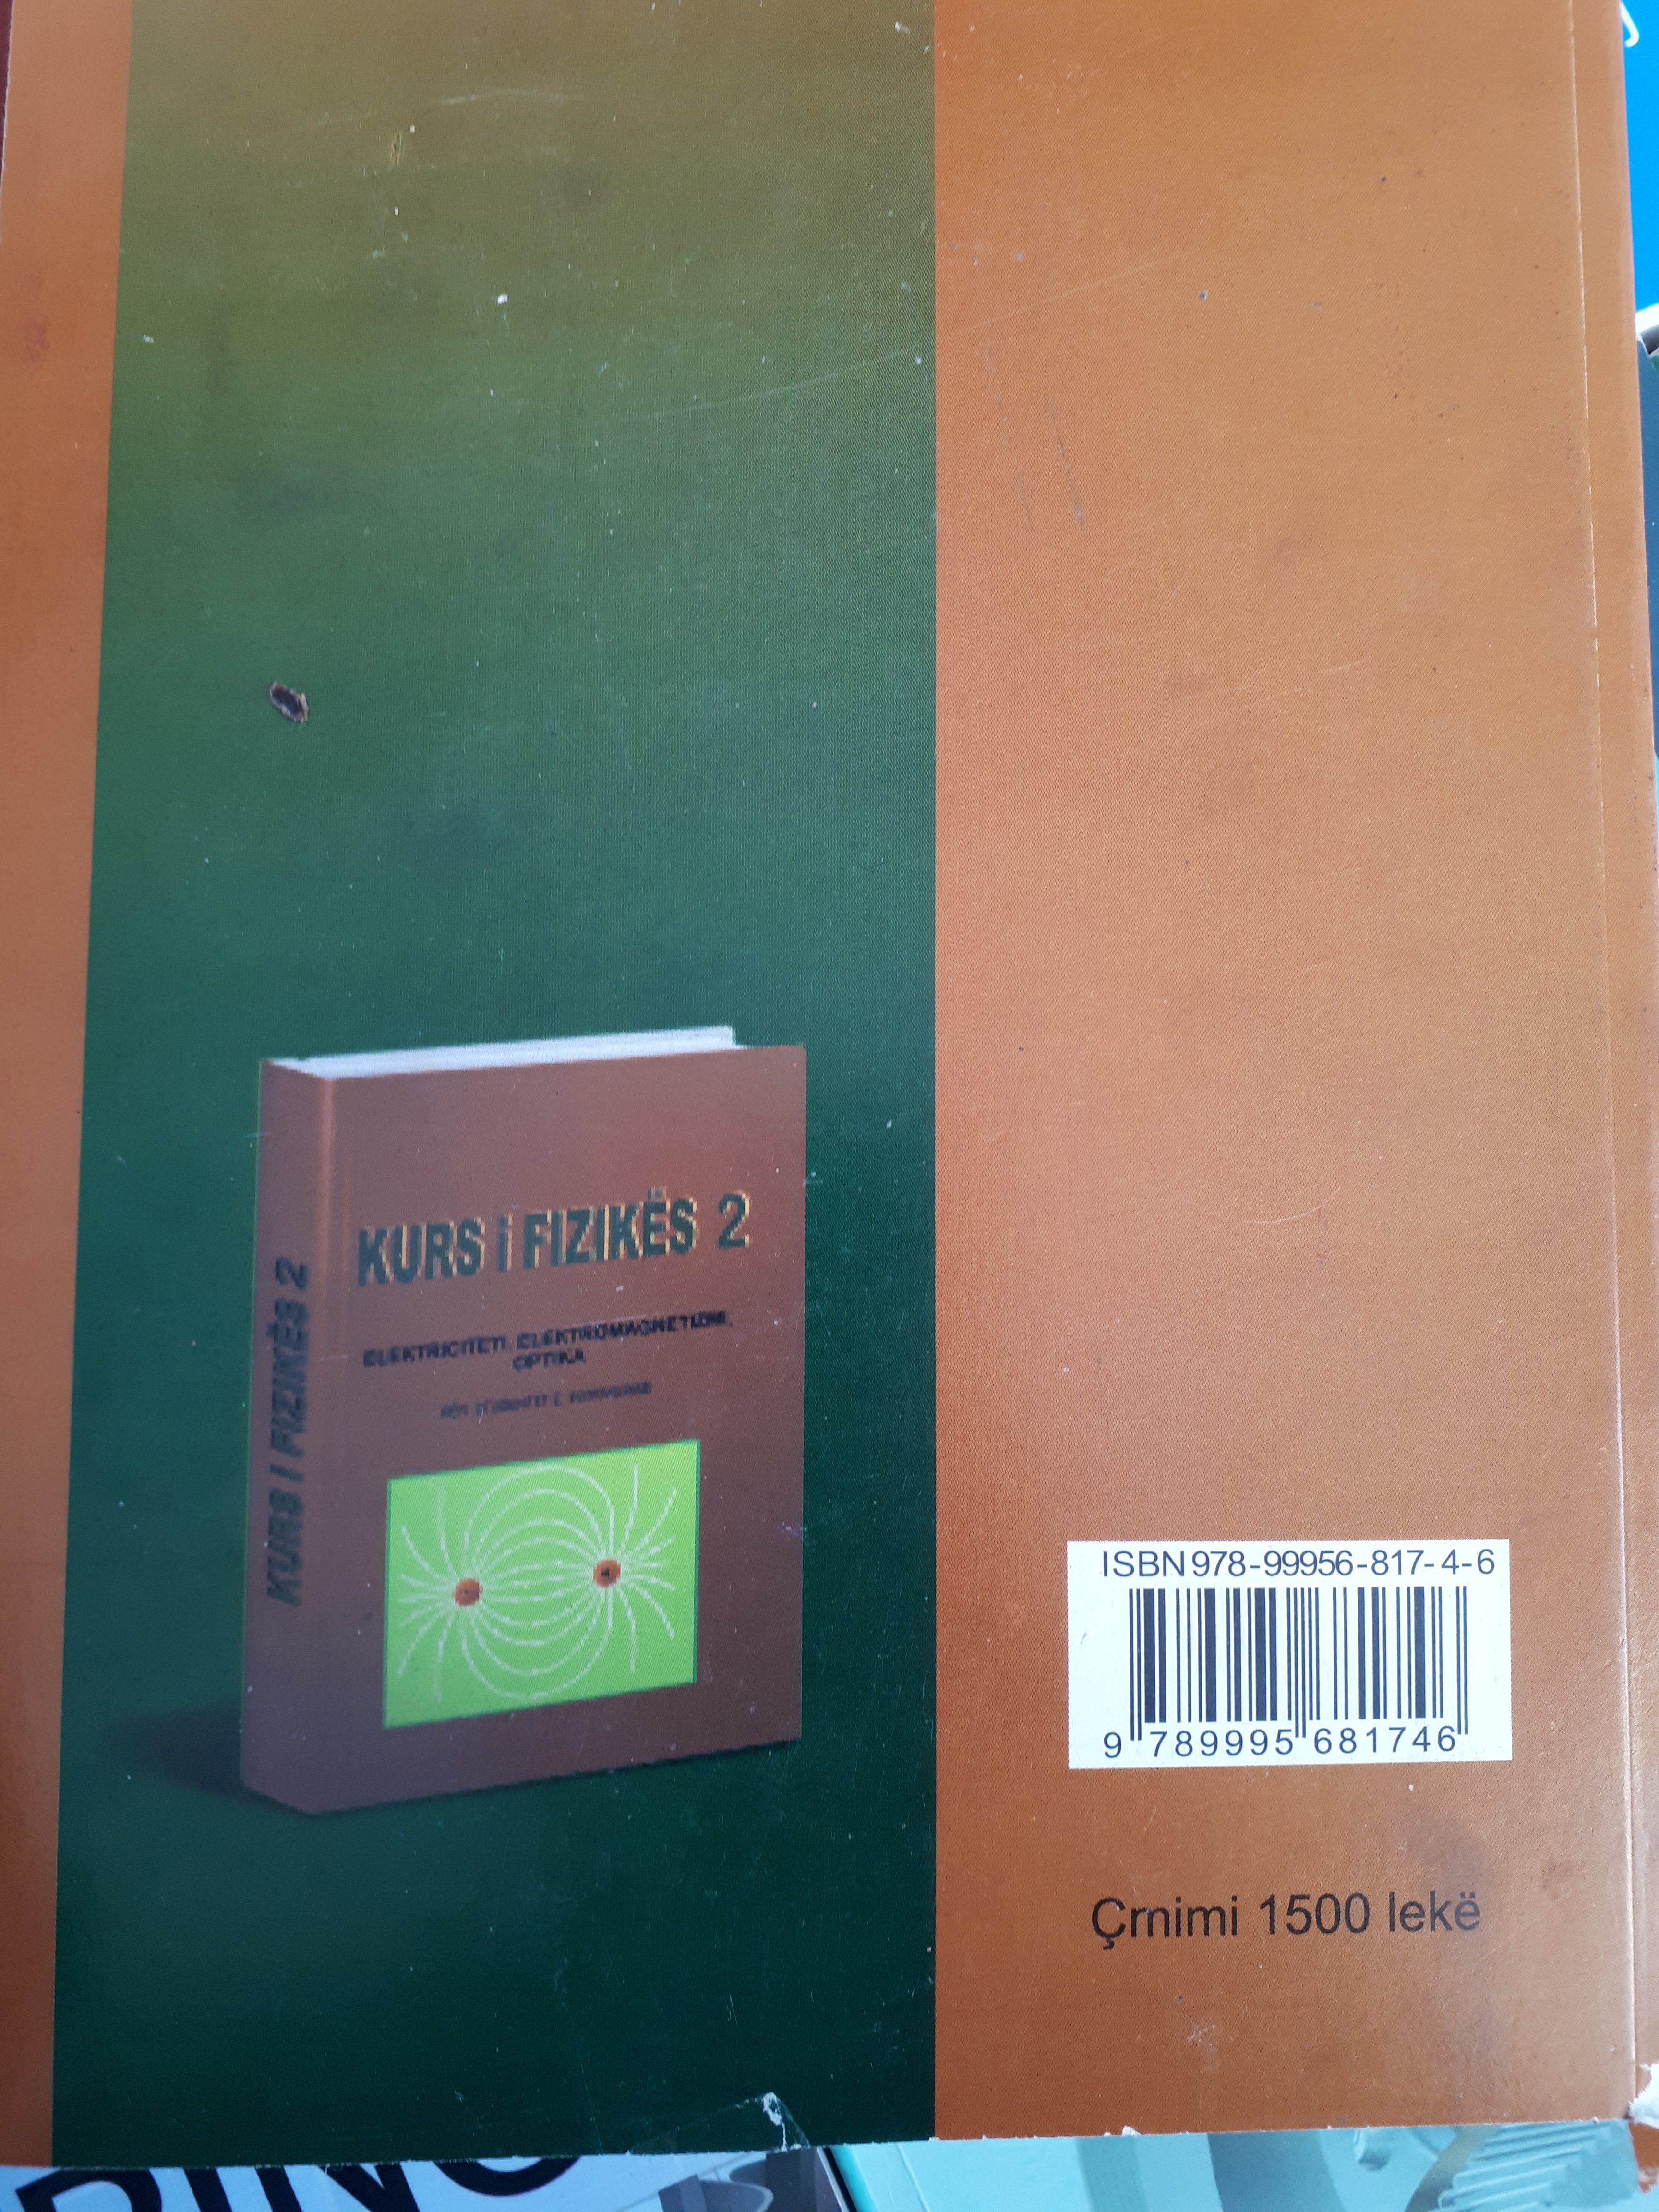 KURS i FIZIKËS 2
KURS I FIZIKËS 2
ELEKTRICITETI, ELEKTROMAGNETIZMI,
OPTIKA
ISBN 978-99956-817-4-6
9 789995 681746
Çmimi 1500 lekë